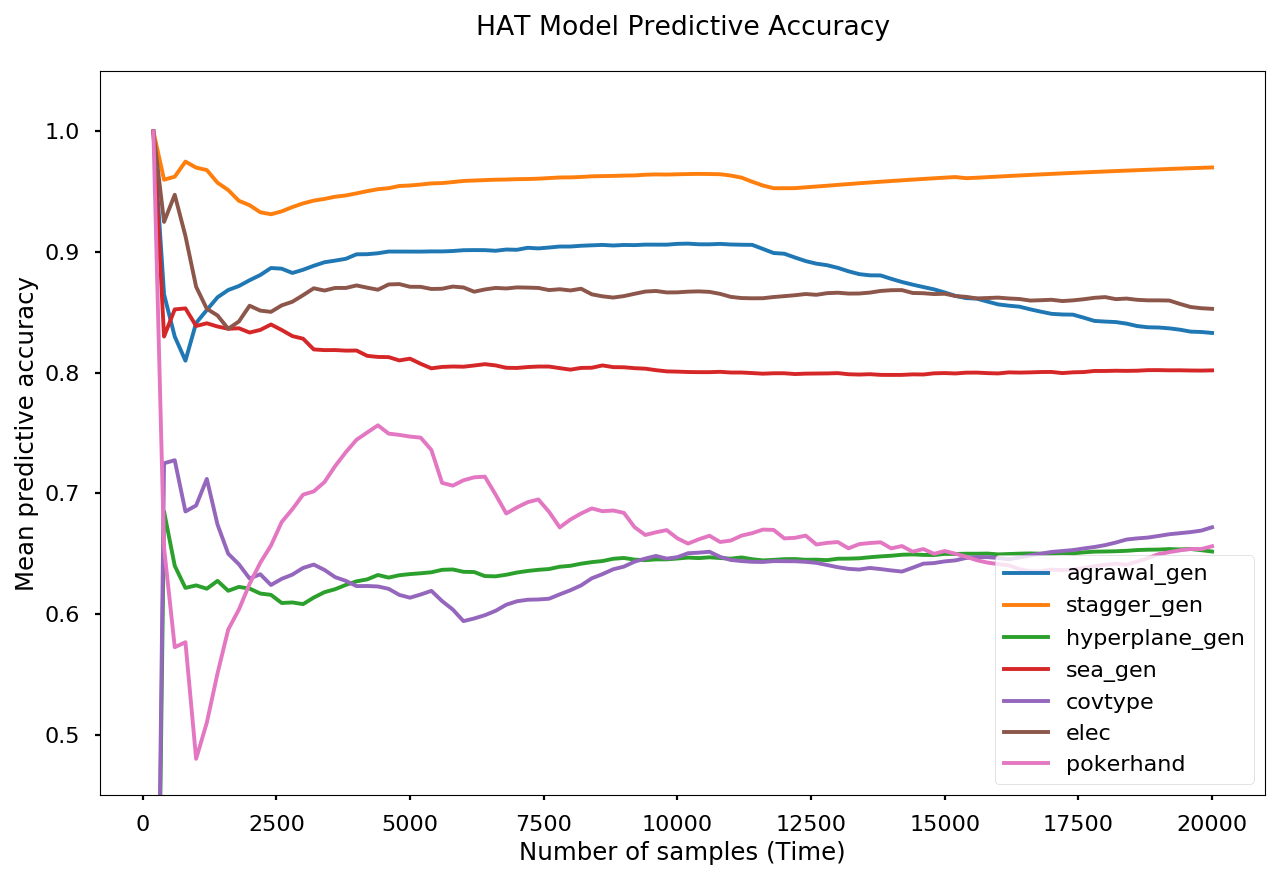 HAT Model Predictive Accuracy
Mean predictive accuracy
1.0
0.9
0.8
0.7
0.6
0.5
agrawal_gen
stagger_gen
hyperplane_gen
sea_gen
covtype
elec
pokerhand
0 2500 5000 7500 10000 12500 15000 17500 20000
Number of samples (Time)